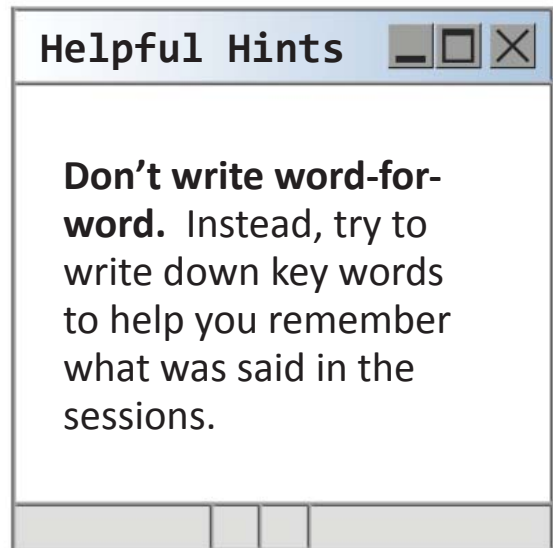 Helpful Hints
Don’t write word-for-
word.  Instead, try to
write down key words
to help you remember
what was said in the
sessions.